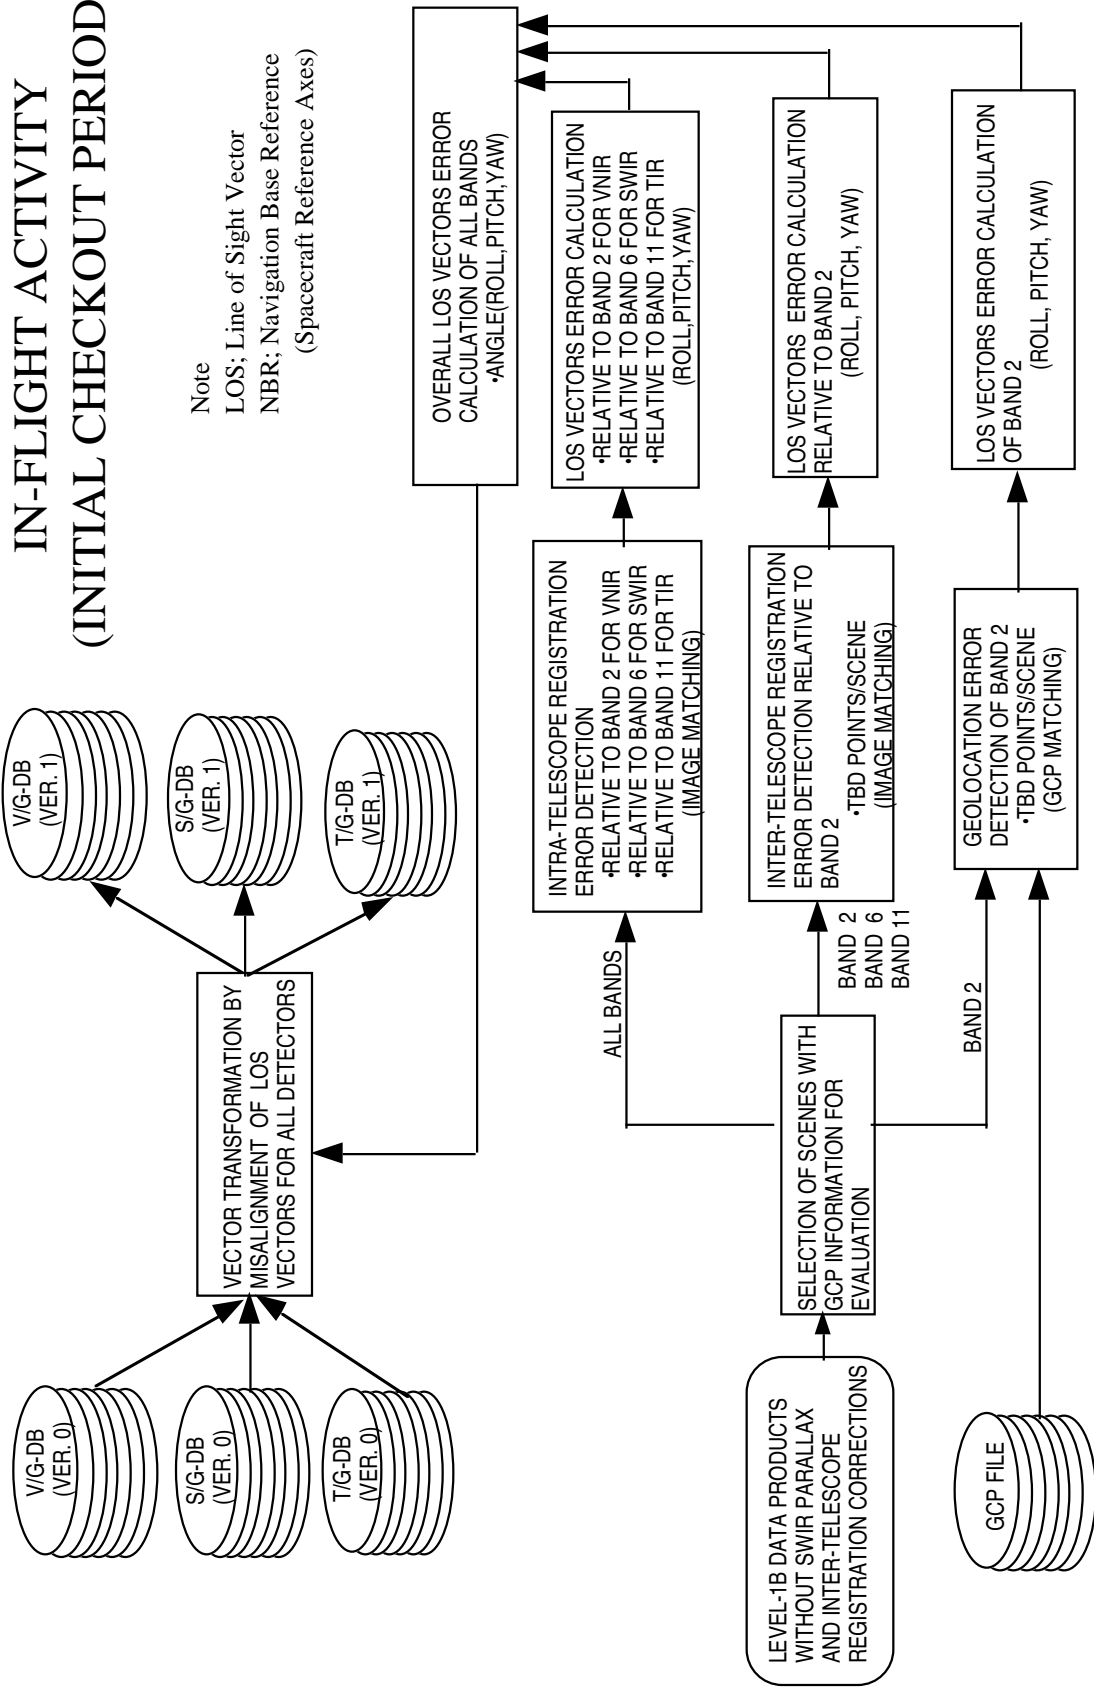 IN-FLIGHT ACTIVITY
(INITIAL CHECKOUT PERIOD
Note
LOS; Line of Sight Vector
NBR; Navigation Base Reference
(Spacecraft Reference Axes)
V/G-DB
(VER. 0)
S/G-DB
(VER. 0)
T/G-DB
(VER. 0)
VECTOR TRANSFORMATION BY
MISALIGNMENT OF LOS
VECTORS FOR ALL DETECTORS
V/G-DB
(VER. 1)
S/G-DB
(VER. 1)
T/G-DB
(VER. 1)
OVERALL LOS VECTORS ERROR
CALCULATION OF ALL BANDS
•ANGLE(ROLL,PITCH,YAW)
ALL BANDS
INTRA-TELESCOPE REGISTRATION
ERROR DETECTION
•RELATIVE TO BAND 2 FOR VNIR
•RELATIVE TO BAND 6 FOR SWIR
•RELATIVE TO BAND 11 FOR TIR
(IMAGE MATCHING)
LOS VECTORS ERROR CALCULATION
•RELATIVE TO BAND 2 FOR VNIR
•RELATIVE TO BAND 6 FOR SWIR
•RELATIVE TO BAND 11 FOR TIR
(ROLL,PITCH,YAW)
LEVEL-1B DATA PRODUCTS
WITHOUT SWIR PARALLAX
AND INTER-TELESCOPE
REGISTRATION CORRECTIONS
SELECTION OF SCENES WITH
GCP INFORMATION FOR
EVALUATION
BAND 2
BAND 6
BAND 11
INTER-TELESCOPE REGISTRATION
ERROR DETECTION RELATIVE TO
BAND 2
•TBD POINTS/SCENE
(IMAGE MATCHING)
LOS VECTORS ERROR CALCULATION
RELATIVE TO BAND 2
(ROLL, PITCH, YAW)
GCP FILE
BAND 2
GEOLOCATION ERROR
DETECTION OF BAND 2
•TBD POINTS/SCENE
(GCP MATCHING)
LOS VECTORS ERROR CALCULATION
OF BAND 2
(ROLL, PITCH, YAW)